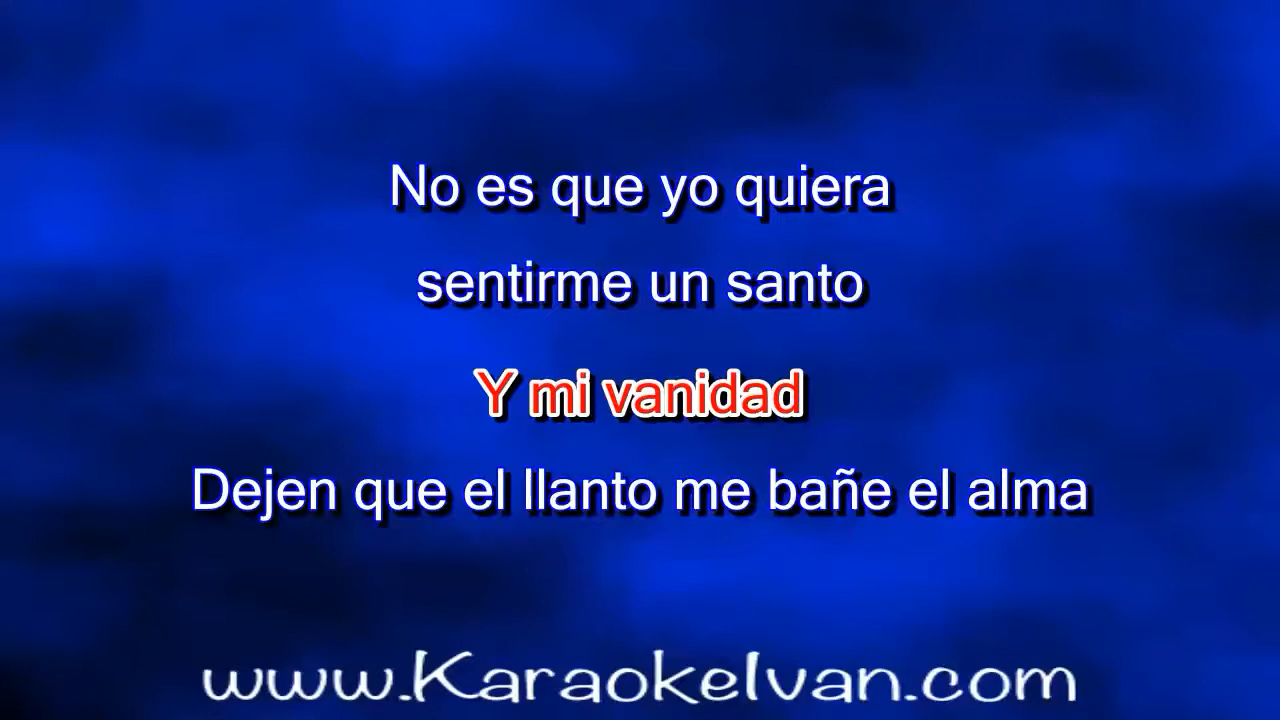 No es que yo quiera
sentirme un santo
Y mi vanidad
Dejen que el llanto me bañe el alma
www.KaraokeIvan.com